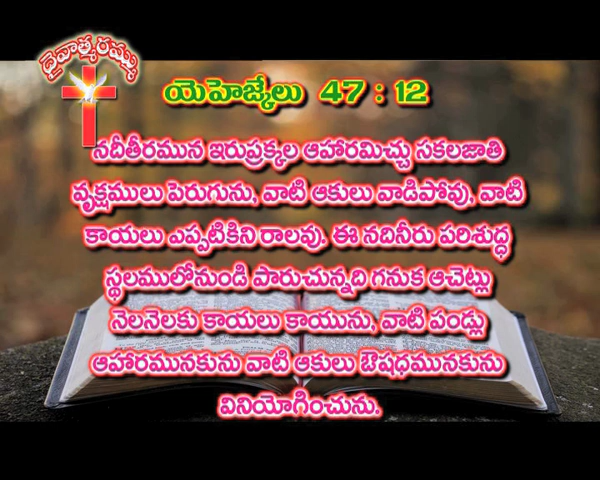 దైవాత్మరమ్ము
యెహెజ్కేలు 47 : 12
నదీతీరమున ఇరుప్రక్కల ఆహారమిచ్చు సకలజాతి
వృక్షములు పెరుగును, వాటి ఆకులు వాడిపోవు, వాటి
కాయలు ఎప్పటికిని రాలవు. ఈ నదినీరు పరిశుద్ధ
స్థలములోనుండి పారుచున్నది గనుక ఆచెట్లు
నెలనెలకు కాయలు కాయును, వాటి పండ్లు
ఆహారమునకును వాటి ఆకులు ఔషధమునకును
వినియోగించును.